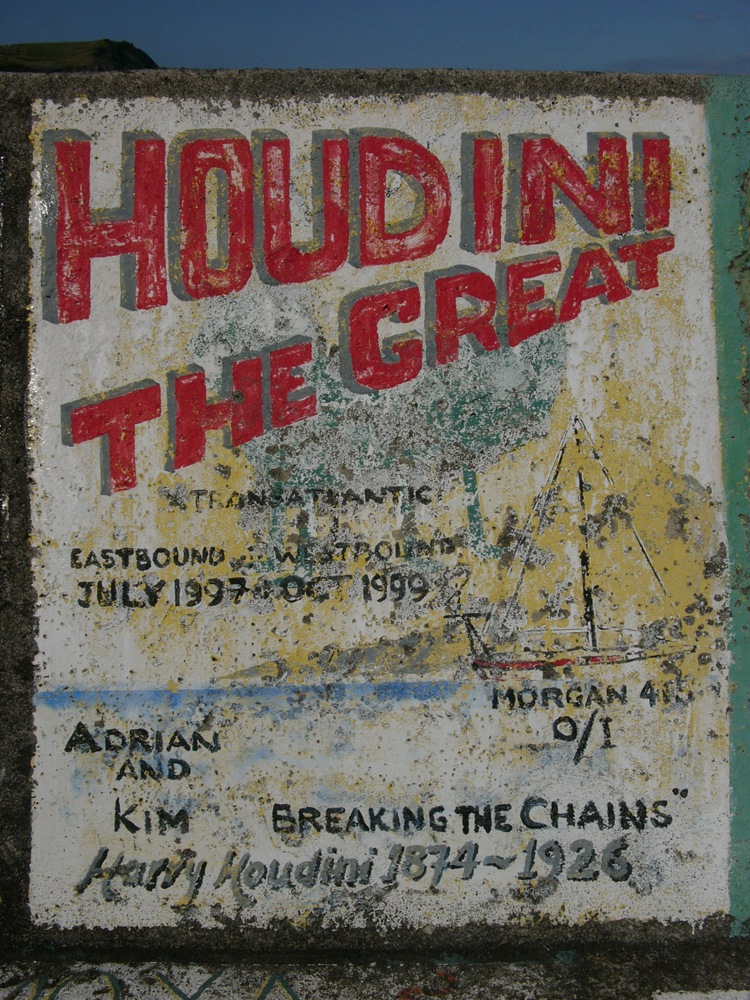 HOUDINI
THE GREAT
TRANSATLANTIC
EASTBOUND WESTBOUND
JULY 1997 OCT 1999
MORGAN
O/I
ADRIAN
AND
KIM
BREAKING THE CHAINS"
Harry Houdini 1874~1926